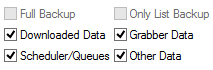 Full Backup Only List Backup
Downloaded Data Grabber Data
Scheduler/Queues Other Data